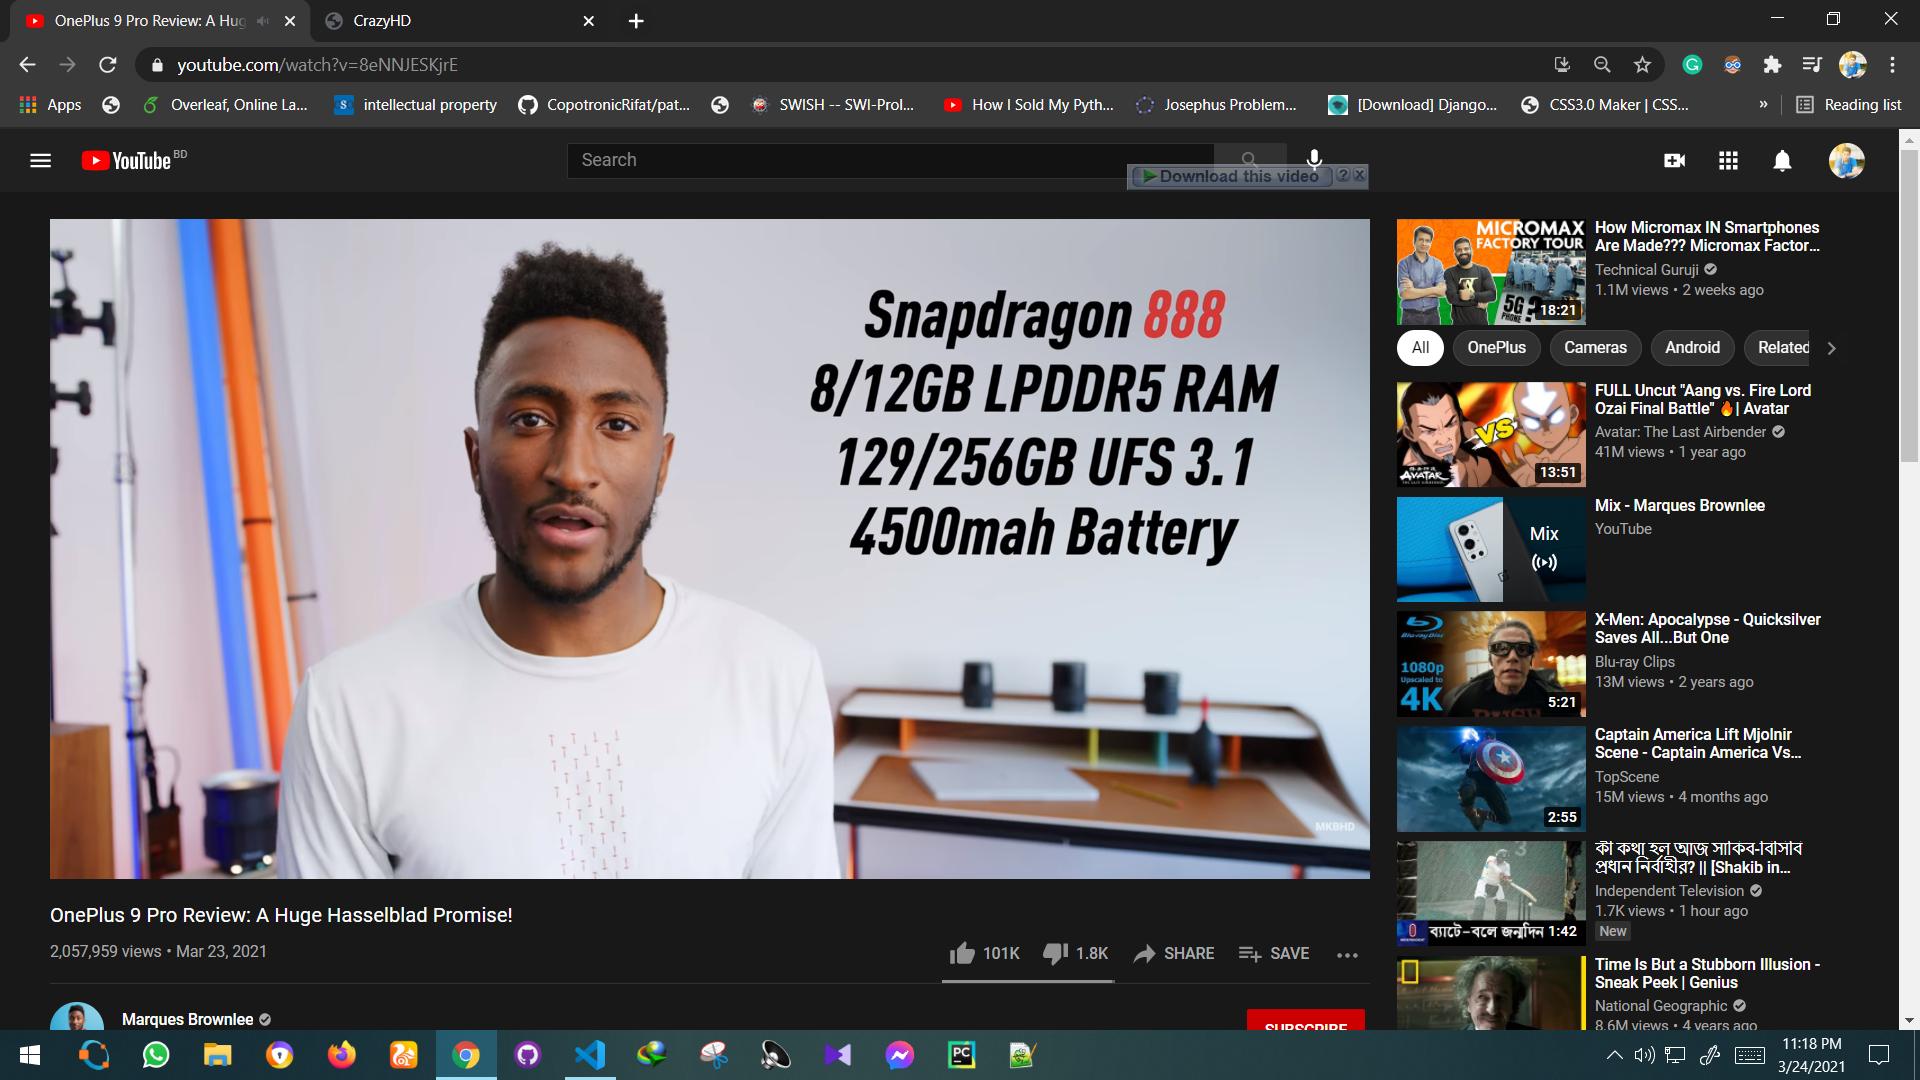 OnePlus 9 Pro Review: A Hug
CrazyHD
youtube.com/watch?v=8eNNJESKjrE
Apps
Overleaf, Online La...
intellectual property
CopotronicRifat/pat...
SWISH -- SWI-Prol...
How I Sold My Pyth...
Josephus Problem...
[Download] Django...
CSS3.0 Maker | CSS...
»
Reading list
YouTube BD
Search
Download this video
Snapdragon 888
8/12GB LPDDR5 RAM
129/256GB UFS 3.1
4500mah Battery
MKBHD
OnePlus 9 Pro Review: A Huge Hasselblad Promise!
2,057,959 views • Mar 23, 2021
101K
1.8K
SHARE
SAVE
Marques Brownlee
SUBSCRIBE
MICROMAX
FACTORY TOUR
5G ?
PHONE
18:21
How Micromax IN Smartphones
Are Made??? Micromax Factor...
Technical Guruji
1.1M views • 2 weeks ago
All
OnePlus
Cameras
Android
Related
VS
AVATAR
13:51
FULL Uncut "Aang vs. Fire Lord
Ozai Final Battle" 🔥| Avatar
Avatar: The Last Airbender
41M views • 1 year ago
Mix
Mix - Marques Brownlee
YouTube
Blu-ray Disc
1080p
Upscaled to
4K
5:21
X-Men: Apocalypse - Quicksilver
Saves All...But One
Blu-ray Clips
13M views • 2 years ago
2:55
Captain America Lift Mjolnir
Scene - Captain America Vs...
TopScene
15M views • 4 months ago
ব্যাটে-বলে জন্মদিন 1:42
কী কথা হল আজ সাকিব-বিসিবি
প্রধান নির্বাহীর? || [Shakib in...
Independent Television
1.7K views • 1 hour ago
New
Time Is But a Stubborn Illusion -
Sneak Peek | Genius
National Geographic
8.6M views • 4 years ago
11:18 PM
3/24/2021